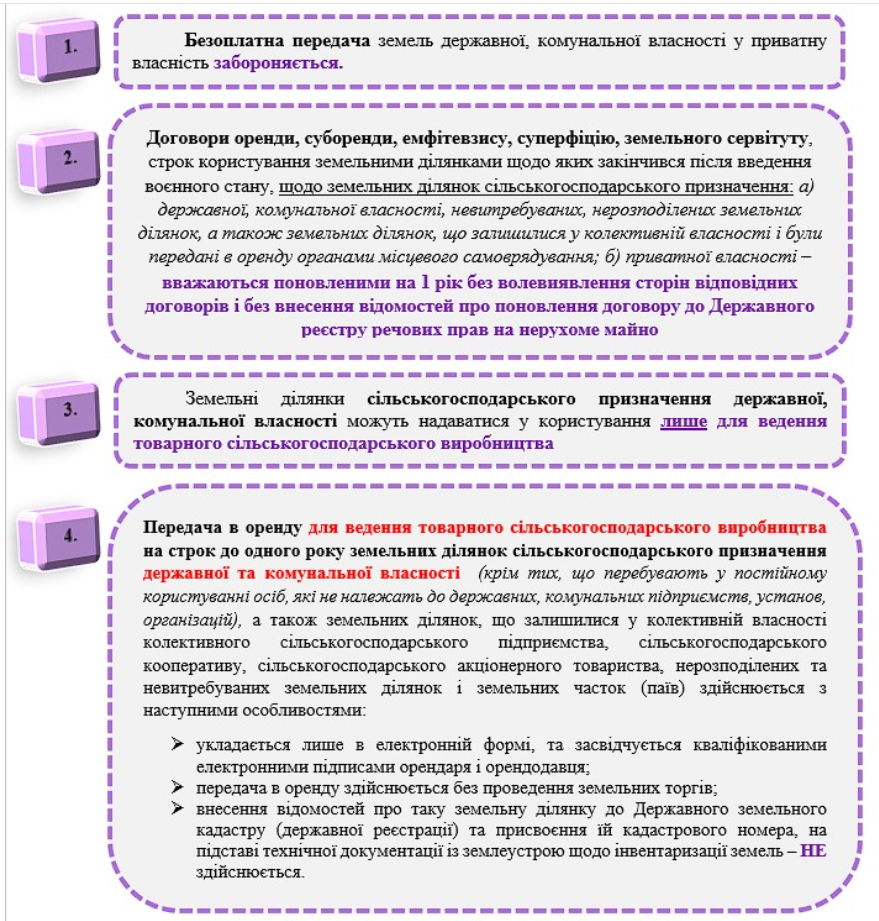 1.
Безоплатна передача земель державної, комунальної власності у приватну
власність забороняється.
2.
Договори оренди, суборенди, емфітевзису, суперфіцію, земельного сервітуту,
строк користування земельними ділянками щодо яких закінчився після введення
воєнного стану, щодо земельних ділянок сільськогосподарського призначення: а)
державної, комунальної власності, невитребуваних, нерозподілених земельних
ділянок, а також земельних ділянок, що залишилися у колективній власності і були
передані в оренду органами місцевого самоврядування; б) приватної власності –
вважаються поновленими на 1 рік без волевиявлення сторін відповідних
договорів і без внесення відомостей про поновлення договору до Державного
реєстру речових прав на нерухоме майно
3.
Земельні ділянки сільськогосподарського призначення державної,
комунальної власності можуть надаватися у користування лише для ведення
товарного сільськогосподарського виробництва
4.
Передача в оренду для ведення товарного сільськогосподарського виробництва
на строк до одного року земельних ділянок сільськогосподарського призначення
державної та комунальної власності (крім тих, що перебувають у постійному
користуванні осіб, які не належать до державних, комунальних підприємств, установ,
організацій), а також земельних ділянок, що залишилися у колективній власності
колективного сільськогосподарського підприємства, сільськогосподарського
кооперативу, сільськогосподарського акціонерного товариства, нерозподілених та
невитребуваних земельних ділянок і земельних часток (паїв) здійснюється з
наступними особливостями:
➢ укладається лише в електронній формі, та засвідчується кваліфікованими
електронними підписами орендаря і орендодавця;
➢ передача в оренду здійснюється без проведення земельних торгів;
➢ внесення відомостей про таку земельну ділянку до Державного земельного
кадастру (державної реєстрації) та присвоєння їй кадастрового номера, на
підставі технічної документації із землеустрою щодо інвентаризації земель – НЕ
здійснюється.